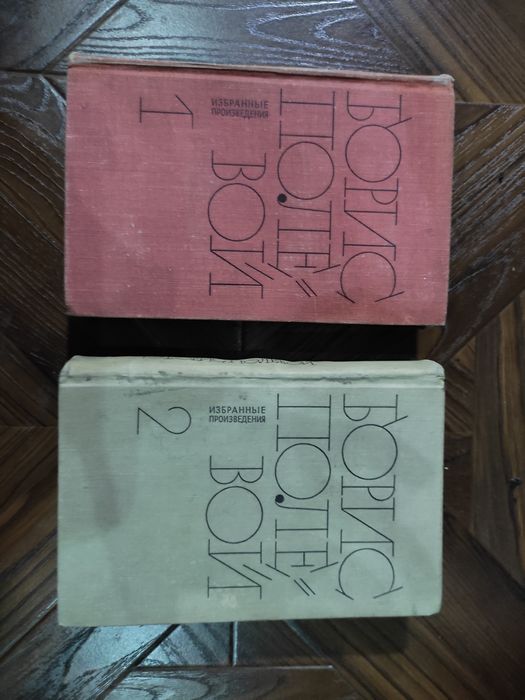 БОРИС
ПОЛЕ
ВОЙ
ИЗБРАННЫЕ
ПРОИЗВЕДЕНИЯ
1
БОРИС
ПОЛЕ
ВОЙ
ИЗБРАННЫЕ
ПРОИЗВЕДЕНИЯ
2